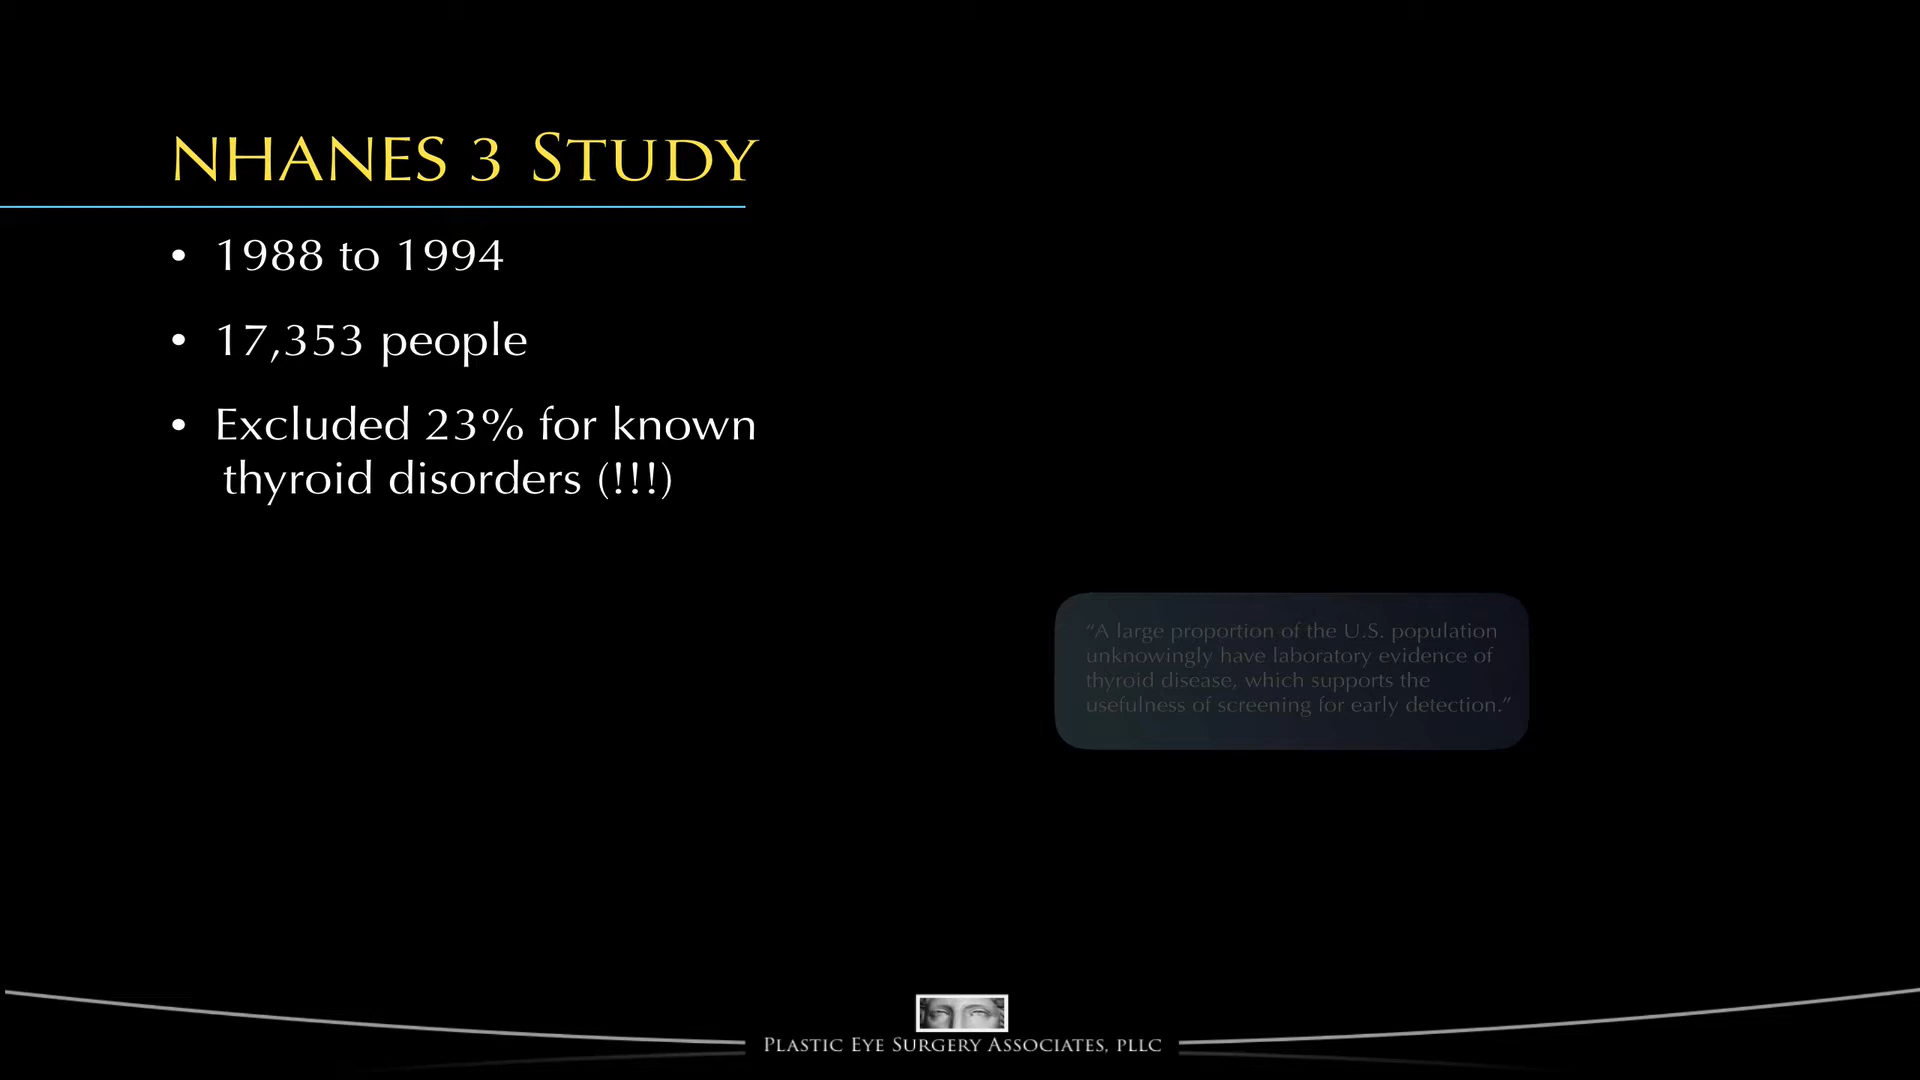 NHANES 3 STUDY
• 1988 to 1994
• 17,353 people
• Excluded 23% for known
thyroid disorders (!!!)
“A large proportion of the U.S. population
unknowingly have laboratory evidence of
thyroid disease, which supports the
usefulness of screening for early detection.”
PLASTIC EYE SURGERY ASSOCIATES, PLLC